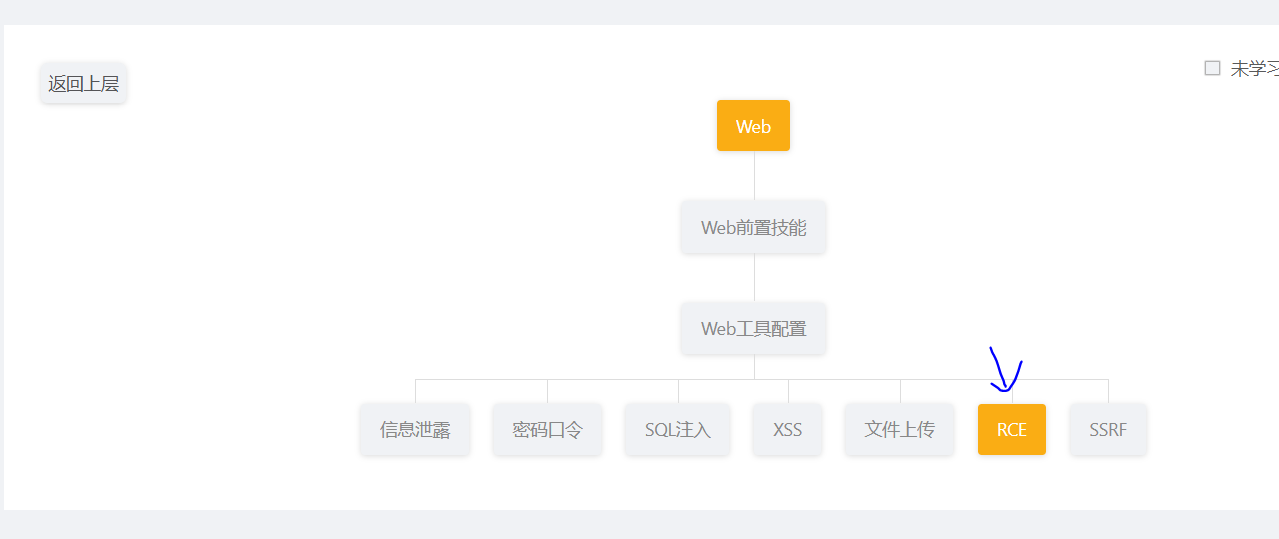 返回上层
未学习
Web
Web前置技能
Web工具配置
信息泄露
密码口令
SQL注入
XSS
文件上传
RCE
SSRF